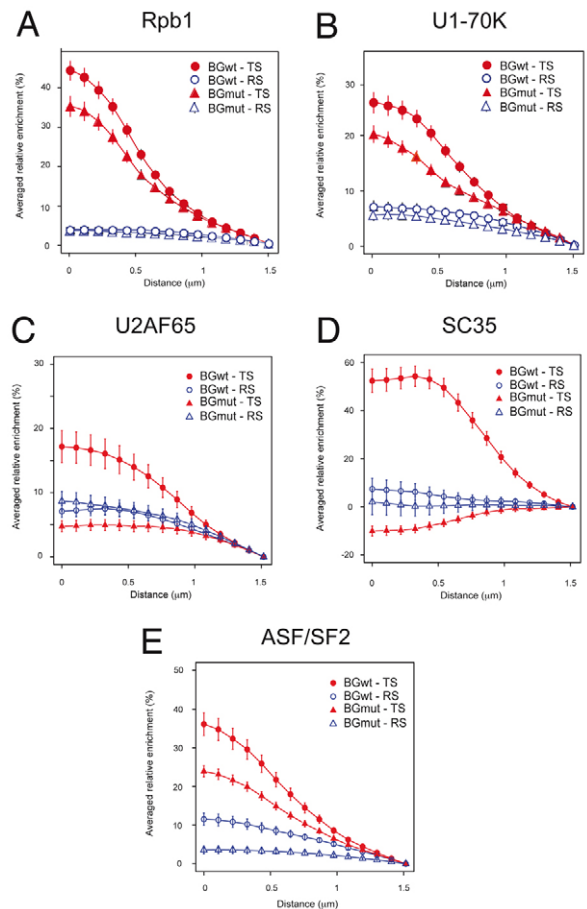 A
Rpb1
Averaged relative enrichment (%)
40
30
20
10
0
BGwt - TS
BGwt - RS
BGmut - TS
BGmut - RS
0
0.5
1
1.5
Distance (μm)
B
U1-70K
Averaged relative enrichment (%)
30
20
10
0
BGwt - TS
BGwt - RS
BGmut - TS
BGmut - RS
0
0.5
1
1.5
Distance (μm)
C
U2AF65
Averaged relative enrichment (%)
30
20
10
0
BGwt - TS
BGwt - RS
BGmut - TS
BGmut - RS
0
0.5
1
1.5
Distance (μm)
D
SC35
Averaged relative enrichment (%)
60
40
20
0
-20
BGwt - TS
BGwt - RS
BGmut - TS
BGmut - RS
0
0.5
1
1.5
Distance (μm)
E
ASF/SF2
Averaged relative enrichment (%)
50
40
30
20
10
0
BGwt - TS
BGwt - RS
BGmut - TS
BGmut - RS
0
0.5
1
1.5
Distance (μm)